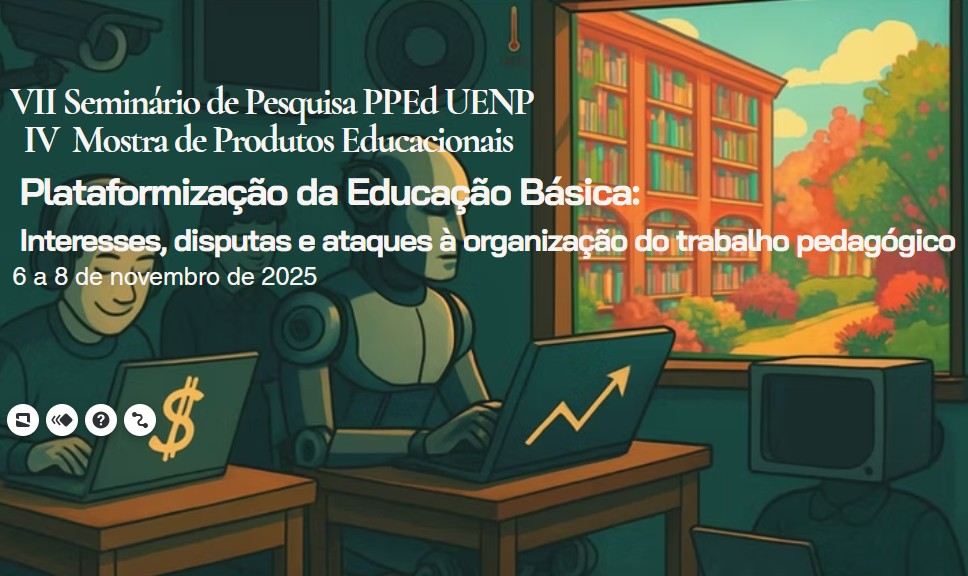 VII Seminário de Pesquisa PPEd UENP
IV Mostra de Produtos Educacionais
Plataformização da Educação Básica:
Interesses, disputas e ataques à organização do trabalho pedagógico
6 a 8 de novembro de 2025
$
?